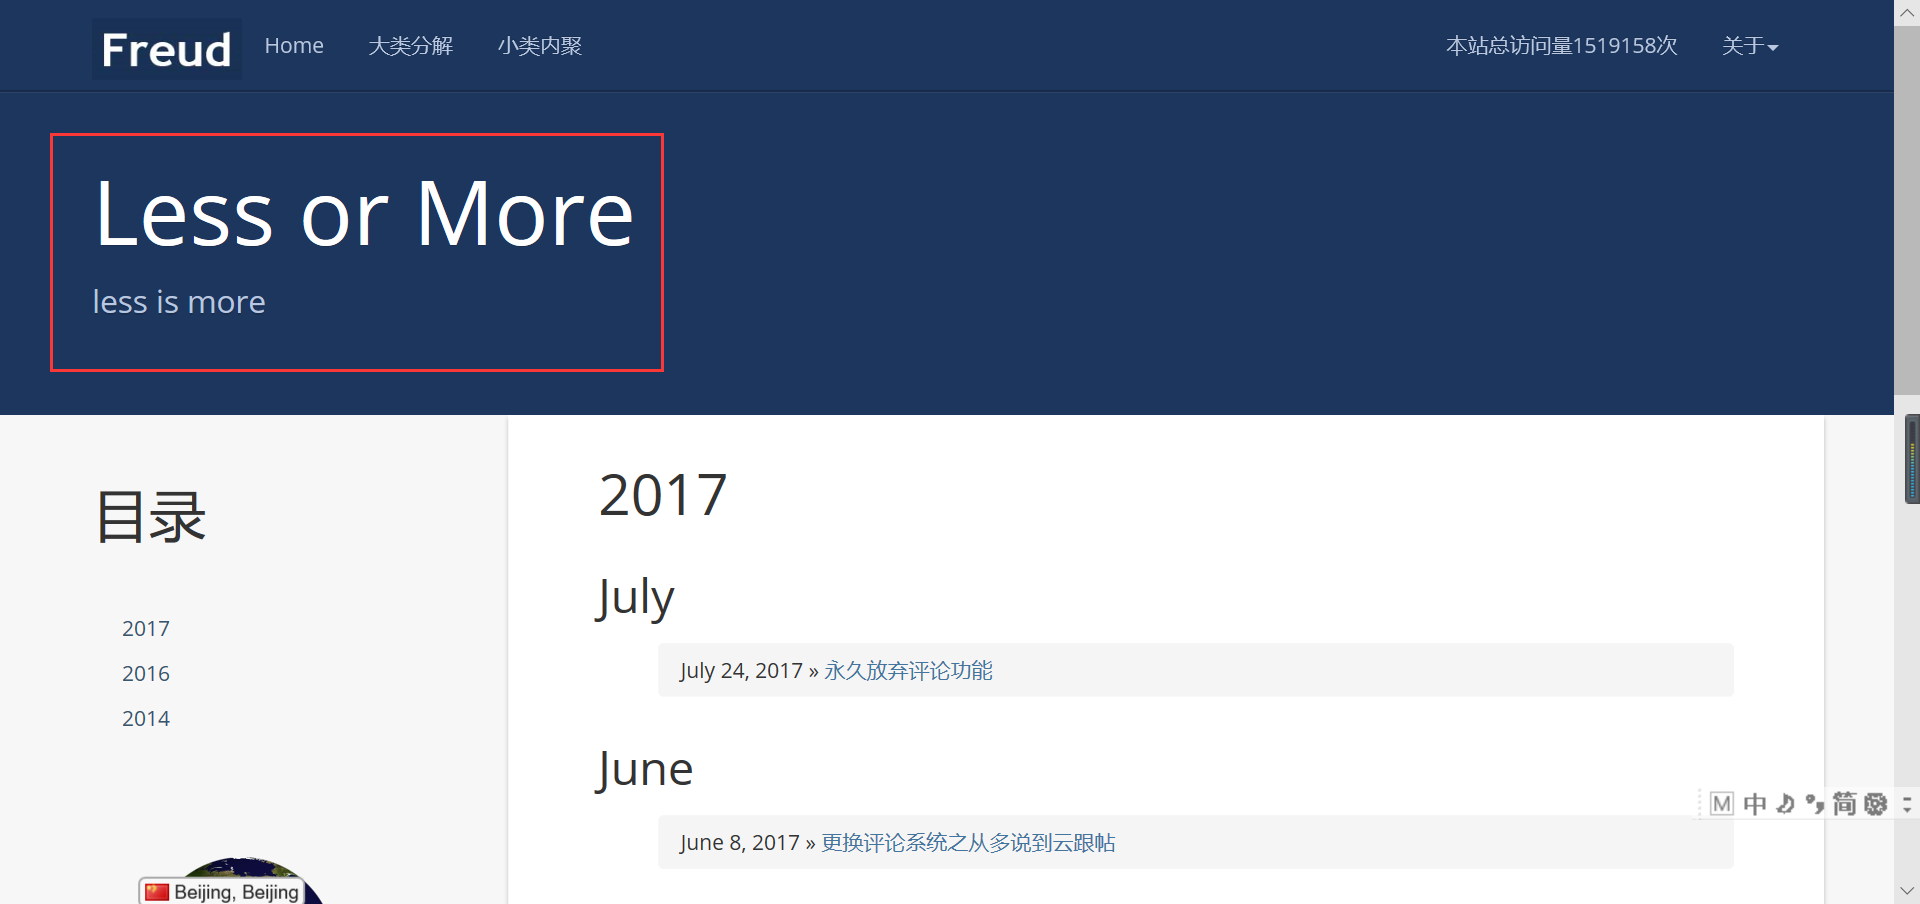 Freud Home 大类分解 小类内聚 本站总访问量1519158次 关于
Less or More
less is more
目录
2017
2016
2014
2017
July
July 24, 2017 » 永久放弃评论功能
June
June 8, 2017 » 更换评论系统之从多说到云跟帖
Beijing, Beijing
M 中 简